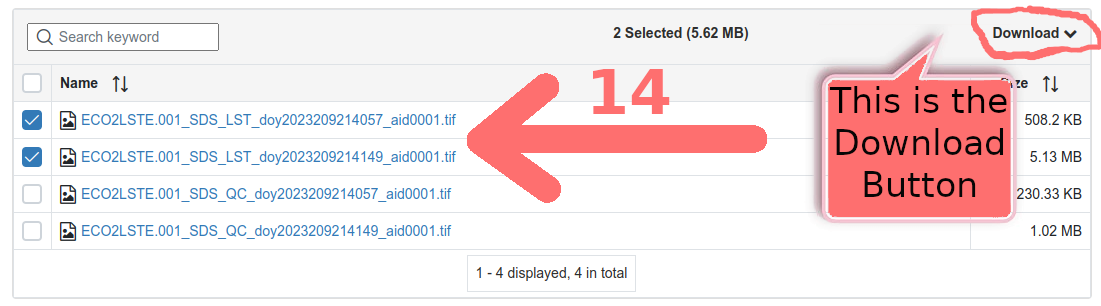 Search keyword
2 Selected (5.62 MB)
Download
Name
14
ECO2LSTE.001_SDS_LST_doy2023209214057_aid0001.tif
508.2 KB
ECO2LSTE.001_SDS_LST_doy2023209214149_aid0001.tif
5.13 MB
ECO2LSTE.001_SDS_QC_doy2023209214057_aid0001.tif
230.33 KB
ECO2LSTE.001_SDS_QC_doy2023209214149_aid0001.tif
1.02 MB
This is the
Download
Button
1 - 4 displayed, 4 in total